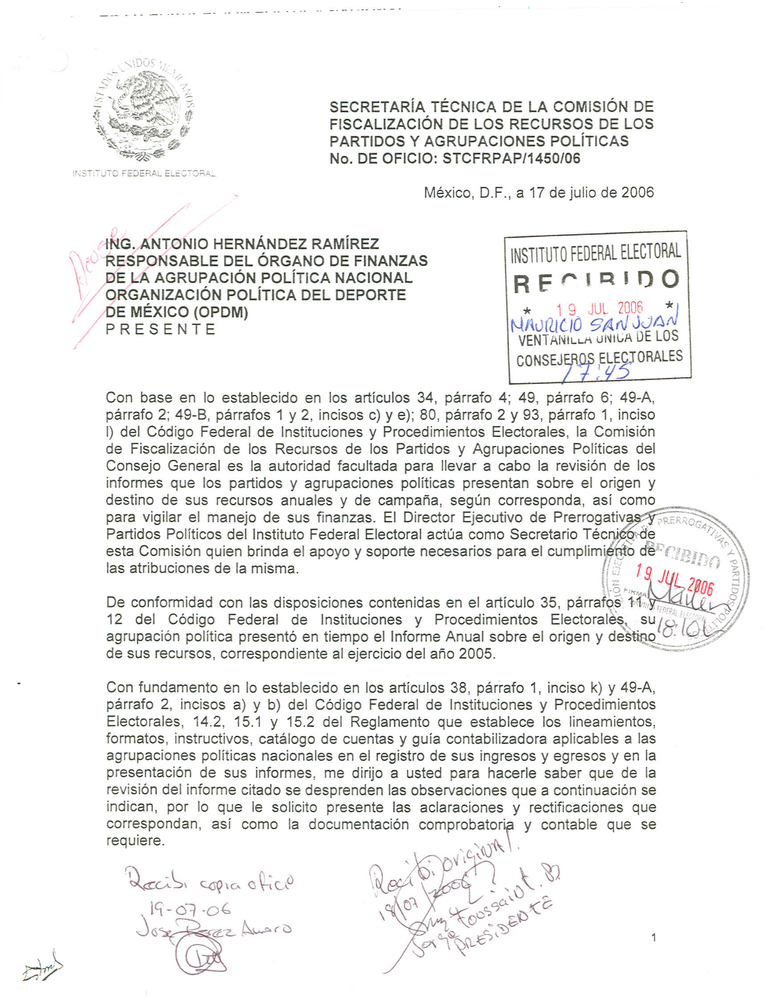 ESTADOS UNIDOS MEXICANOS
INSTITUTO FEDERAL ELECTORAL
SECRETARÍA TÉCNICA DE LA COMISIÓN DE
FISCALIZACIÓN DE LOS RECURSOS DE LOS
PARTIDOS Y AGRUPACIONES POLÍTICAS
No. DE OFICIO: STCFRPAP/1450/06
México, D.F., a 17 de julio de 2006
Acuse
ING. ANTONIO HERNÁNDEZ RAMÍREZ
RESPONSABLE DEL ÓRGANO DE FINANZAS
DE LA AGRUPACIÓN POLÍTICA NACIONAL
ORGANIZACIÓN POLÍTICA DEL DEPORTE
DE MÉXICO (OPDM)
P R E S E N T E
INSTITUTO FEDERAL ELECTORAL
RECIBIDO
* 19 JUL 2006 *
MAURICIO SANJUAN
VENTANILLA UNICA DE LOS
CONSEJEROS ELECTORALES
17:45
Con base en lo establecido en los artículos 34, párrafo 4; 49, párrafo 6; 49-A,
párrafo 2; 49-B, párrafos 1 y 2, incisos c) y e); 80, párrafo 2 y 93, párrafo 1, inciso
l) del Código Federal de Instituciones y Procedimientos Electorales, la Comisión
de Fiscalización de los Recursos de los Partidos y Agrupaciones Políticas del
Consejo General es la autoridad facultada para llevar a cabo la revisión de los
informes que los partidos y agrupaciones políticas presentan sobre el origen y
destino de sus recursos anuales y de campaña, según corresponda, así como
para vigilar el manejo de sus finanzas. El Director Ejecutivo de Prerrogativas y
Partidos Políticos del Instituto Federal Electoral actúa como Secretario Técnico de
esta Comisión quien brinda el apoyo y soporte necesarios para el cumplimiento de
las atribuciones de la misma.
EJECUTIVA DE PRERROGATIVAS Y PARTIDOS POLITICOS
RECIBIDO
19 JUL 2006
FIRMA
INSTITUTO FEDERAL ELECTORAL
De conformidad con las disposiciones contenidas en el artículo 35, párrafos 11 y
12 del Código Federal de Instituciones y Procedimientos Electorales, su
agrupación política presentó en tiempo el Informe Anual sobre el origen y destino
de sus recursos, correspondiente al ejercicio del año 2005.
Con fundamento en lo establecido en los artículos 38, párrafo 1, inciso k) y 49-A,
párrafo 2, incisos a) y b) del Código Federal de Instituciones y Procedimientos
Electorales, 14.2, 15.1 y 15.2 del Reglamento que establece los lineamientos,
formatos, instructivos, catálogo de cuentas y guía contabilizadora aplicables a las
agrupaciones políticas nacionales en el registro de sus ingresos y egresos y en la
presentación de sus informes, me dirijo a usted para hacerle saber que de la
revisión del informe citado se desprenden las observaciones que a continuación se
indican, por lo que le solicito presente las aclaraciones y rectificaciones que
correspondan, así como la documentación comprobatoria y contable que se
requiere.
Recibi copia oficio
19-07-06
Jose Perez
Recibi original.
18/07/2006
Jorge Toussaint
PRESIDENTE
1